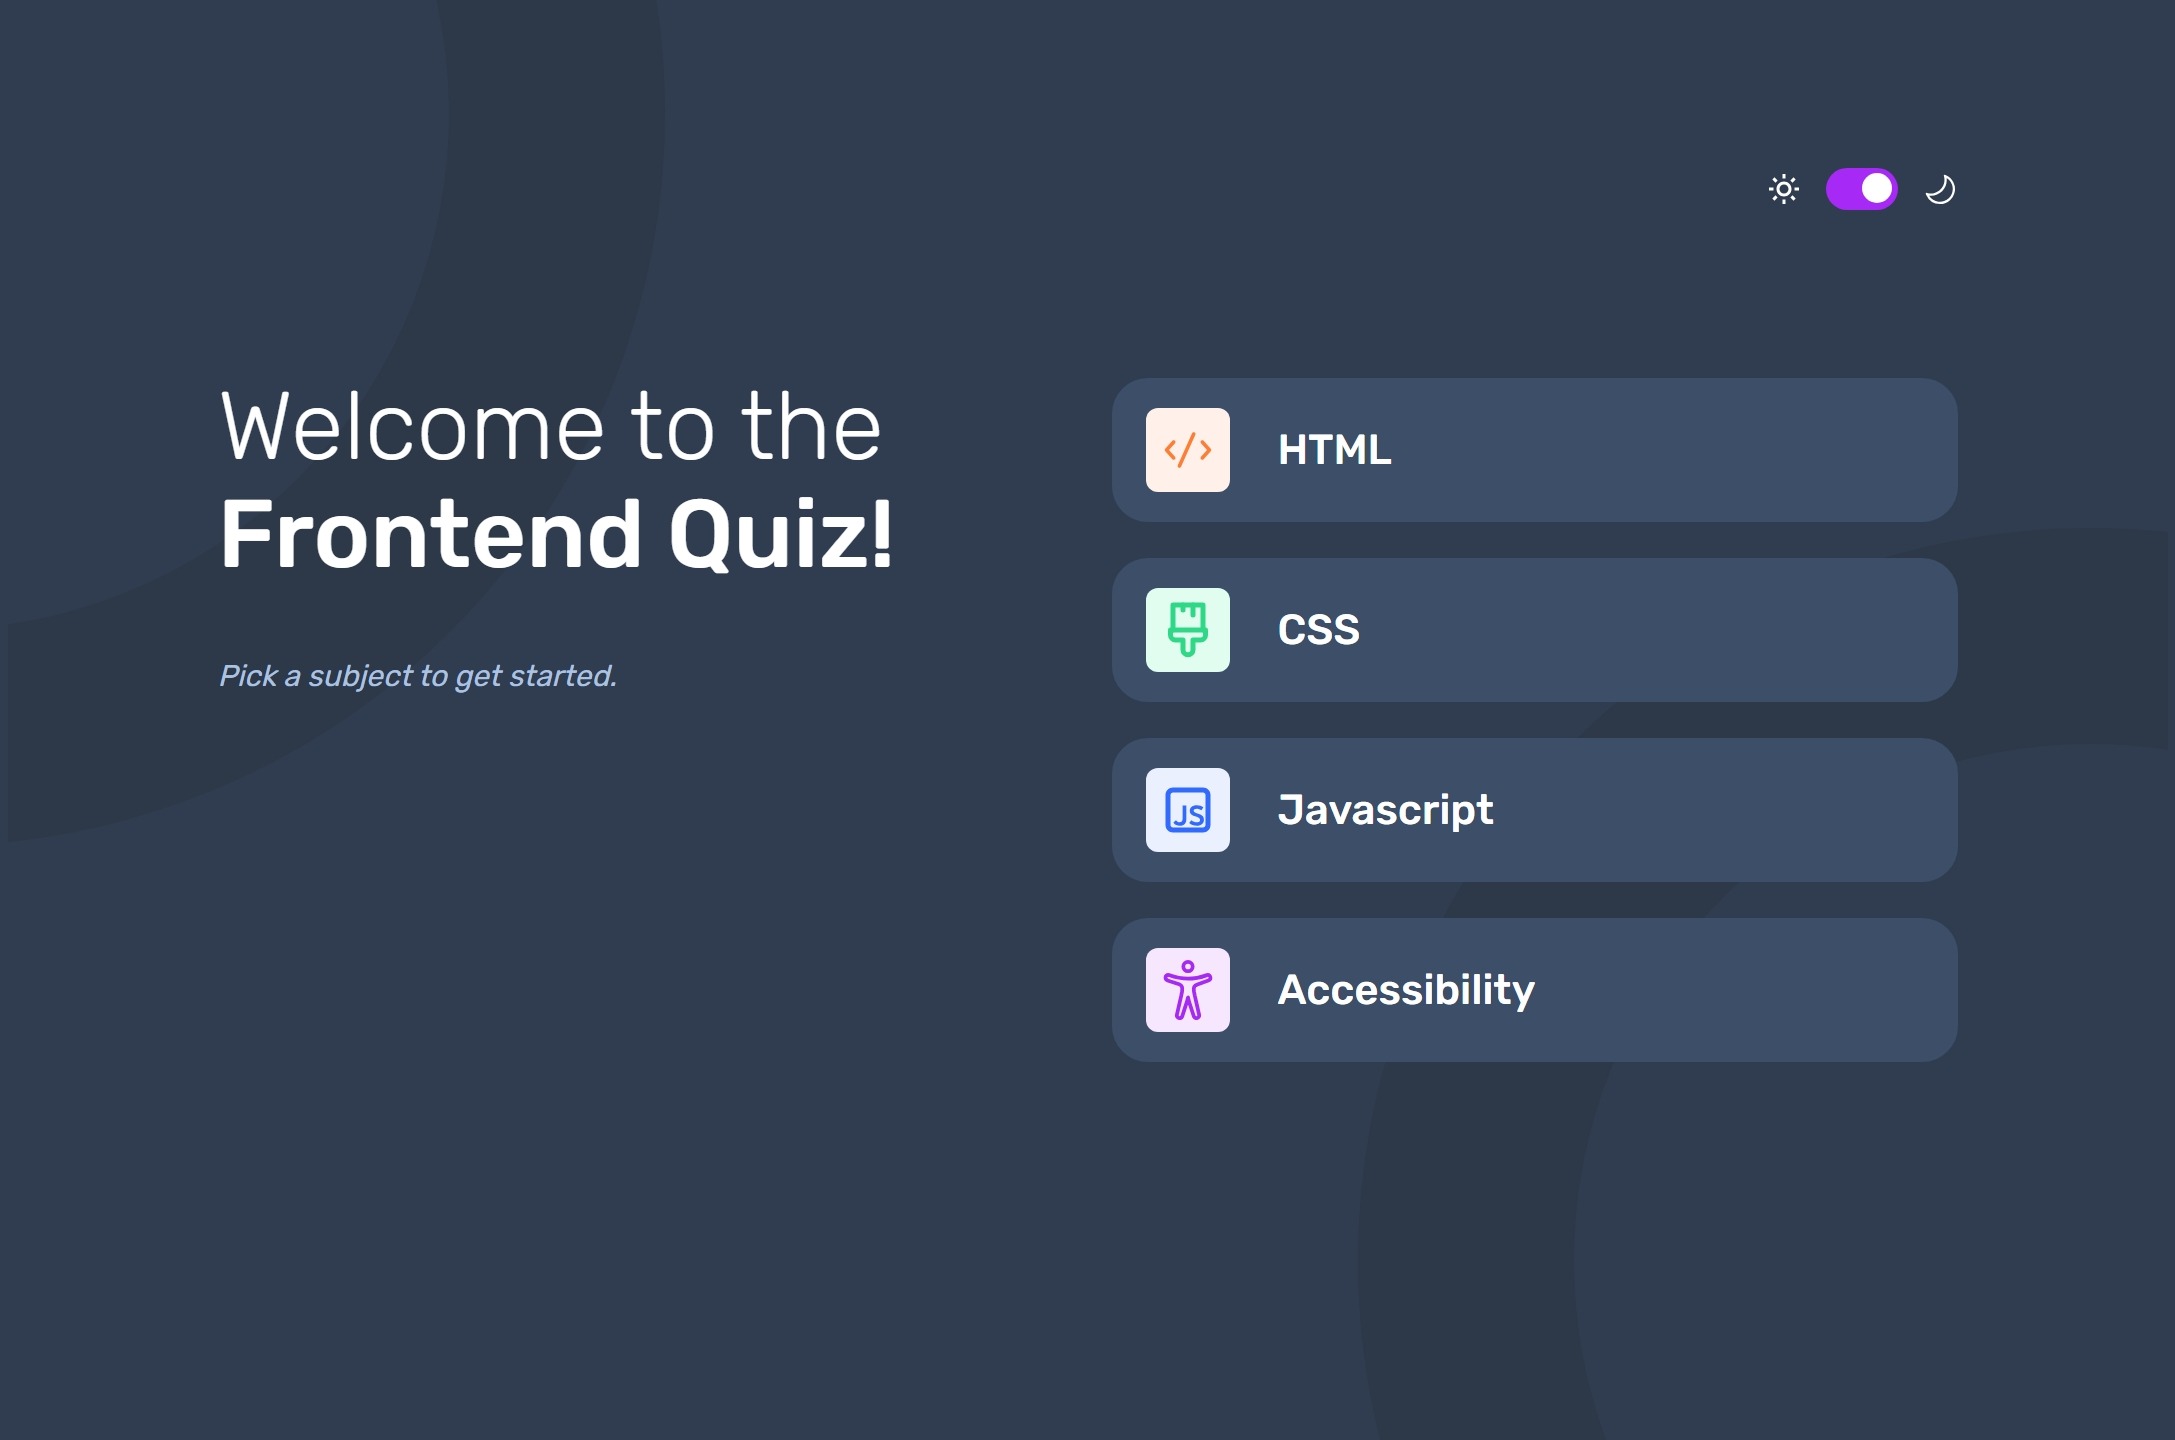 Welcome to the
Frontend Quiz!
Pick a subject to get started.
HTML
CSS
JS
Javascript
Accessibility